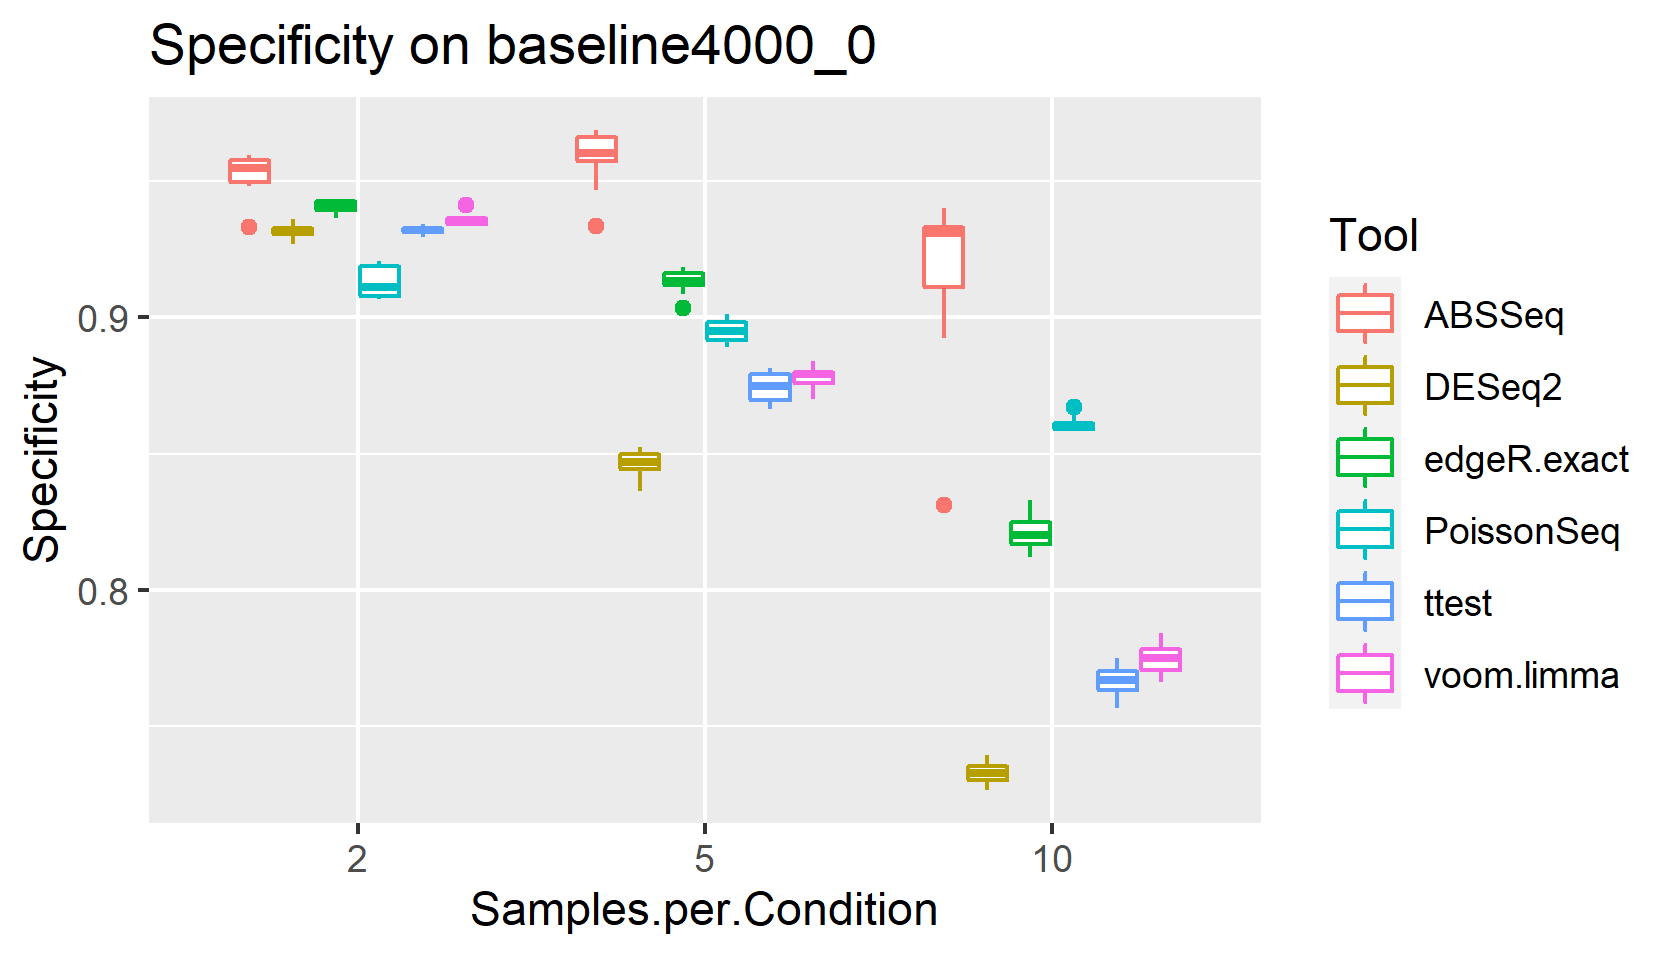 Specificity on baseline4000_0
Specificity
0.9
0.8
2
5
10
Samples.per.Condition
Tool
ABSSeq
DESeq2
edgeR.exact
PoissonSeq
ttest
voom.limma